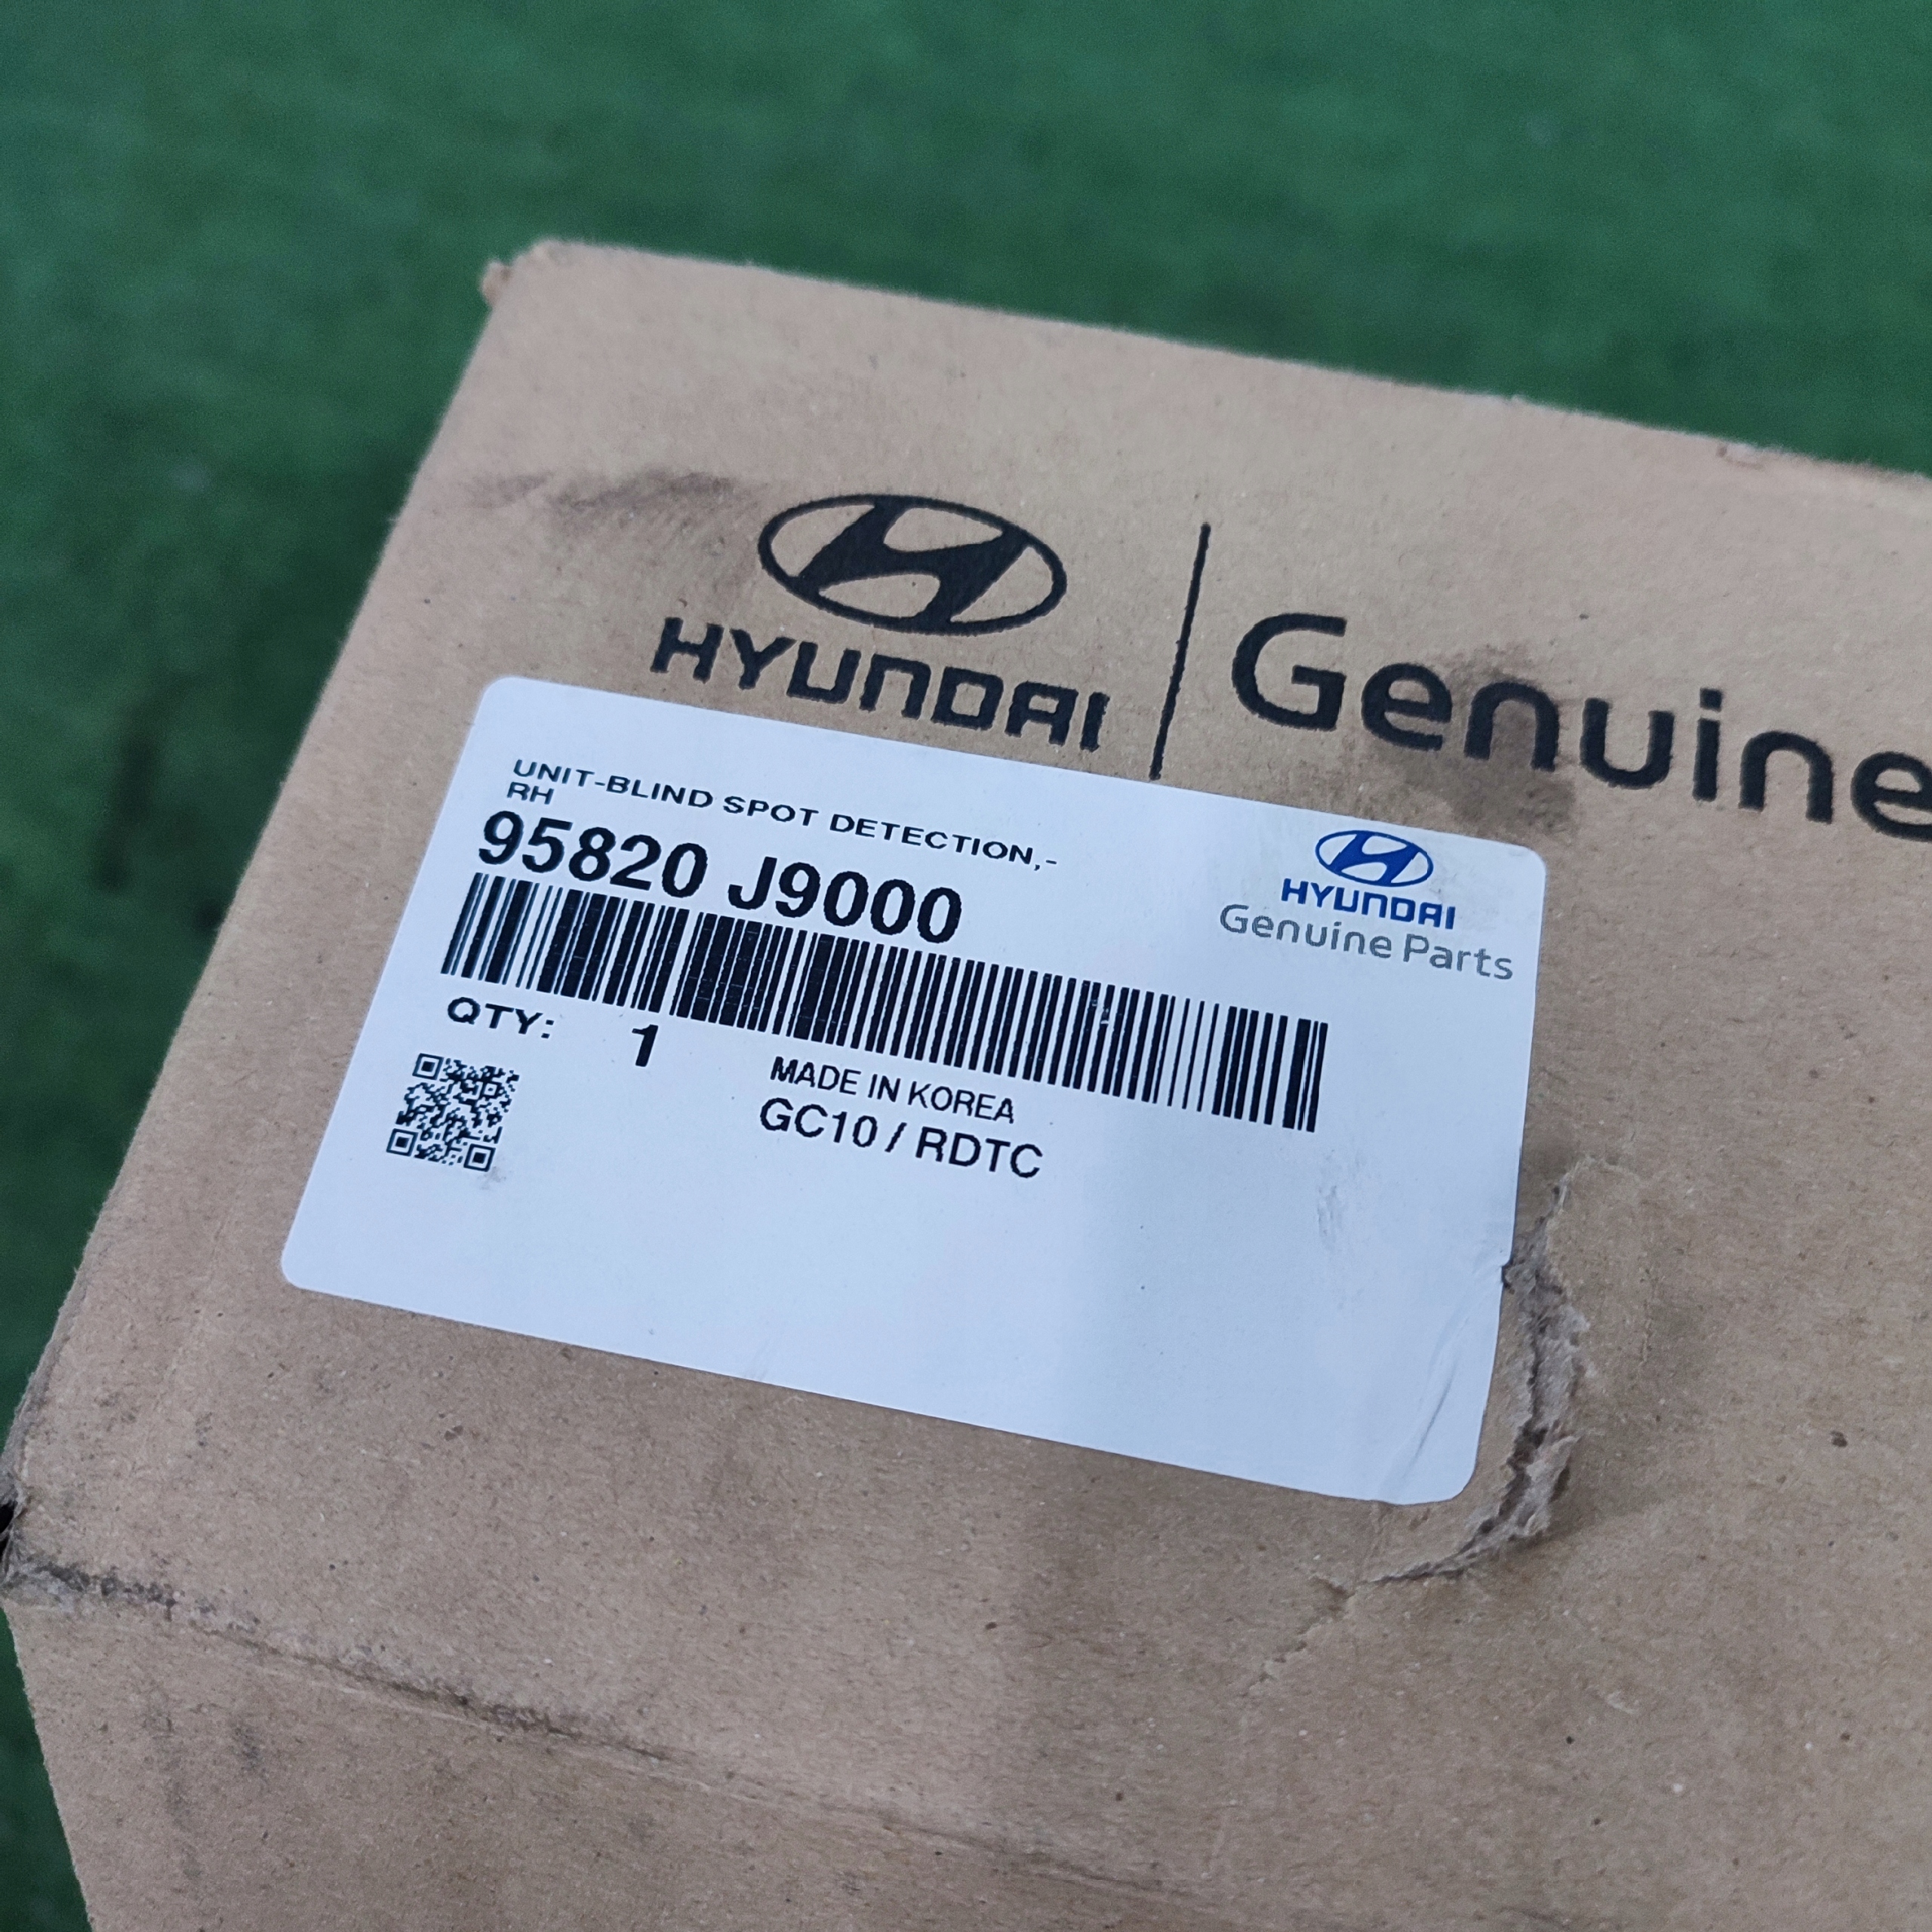 HYUNDAI
Genuine
UNIT-BLIND SPOT DETECTION,-
RH
95820 J9000
HYUNDAI
Genuine Parts
QTY: 1
MADE IN KOREA
GC10 / RDTC